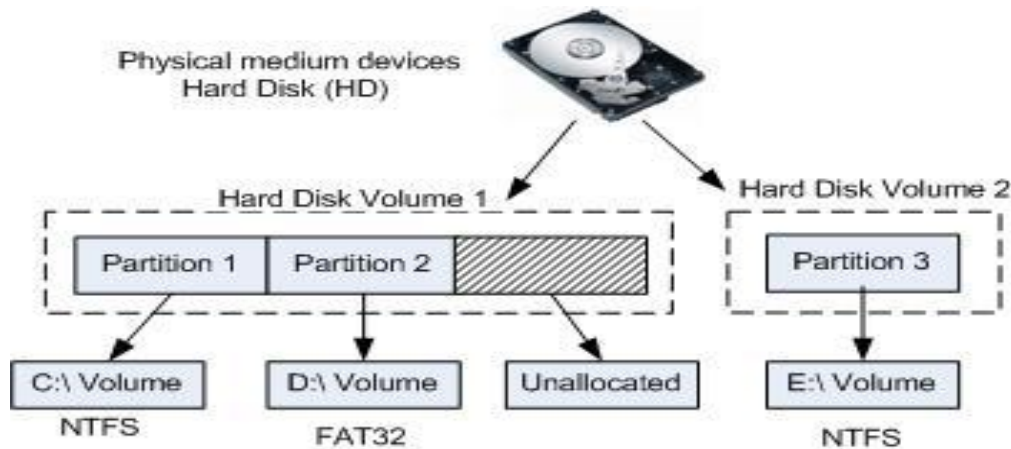 Physical medium devices
Hard Disk (HD)
Hard Disk Volume 1
Hard Disk Volume 2
Partition 1
Partition 2
Partition 3
C:\ Volume
D:\ Volume
Unallocated
E:\ Volume
NTFS
FAT32
NTFS